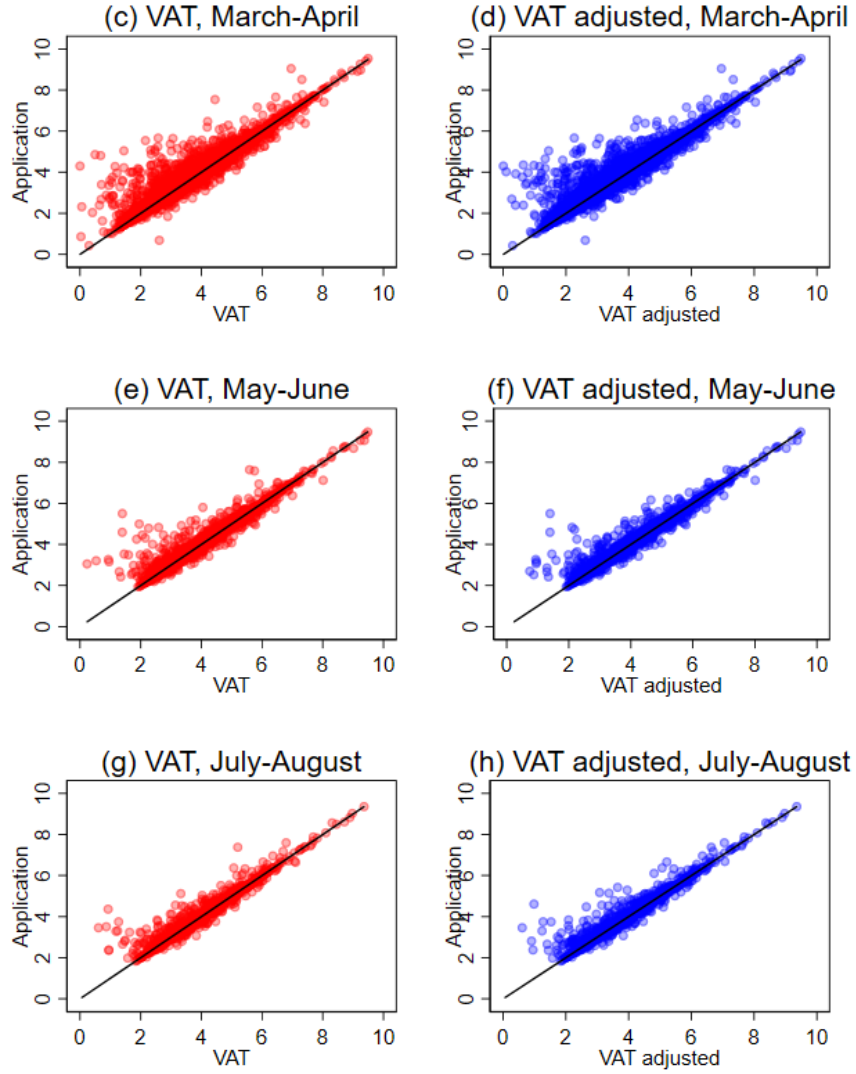 (c) VAT, March-April
Application
0 2 4 6 8 10
0 2 4 6 8 10
VAT
(d) VAT adjusted, March-April
Application
0 2 4 6 8 10
0 2 4 6 8 10
VAT adjusted
(e) VAT, May-June
Application
0 2 4 6 8 10
0 2 4 6 8 10
VAT
(f) VAT adjusted, May-June
Application
0 2 4 6 8 10
0 2 4 6 8 10
VAT adjusted
(g) VAT, July-August
Application
0 2 4 6 8 10
0 2 4 6 8 10
VAT
(h) VAT adjusted, July-August
Application
0 2 4 6 8 10
0 2 4 6 8 10
VAT adjusted